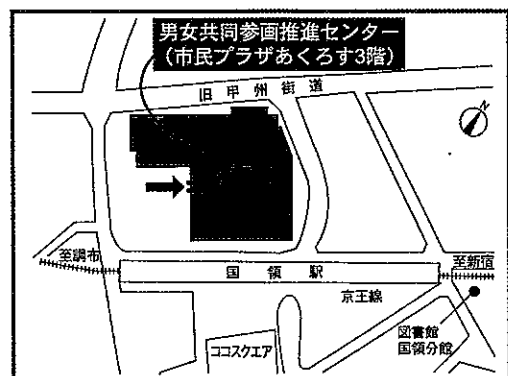 男女共同参画推進センター
(市民プラザあくろす3階)
旧甲州街道
N
至調布
国領駅
至新宿
京王線
図書館
国領分館
ココスクエア